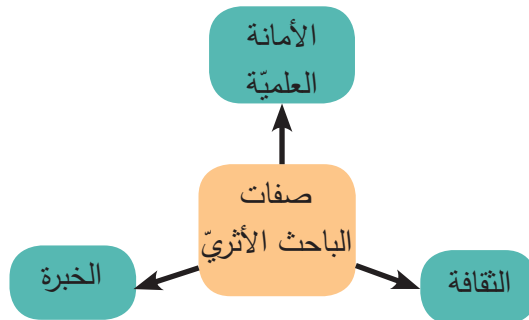 الأمانة
العلميّة
صفات
الباحث الأثريّ
الثقافة
الخبرة